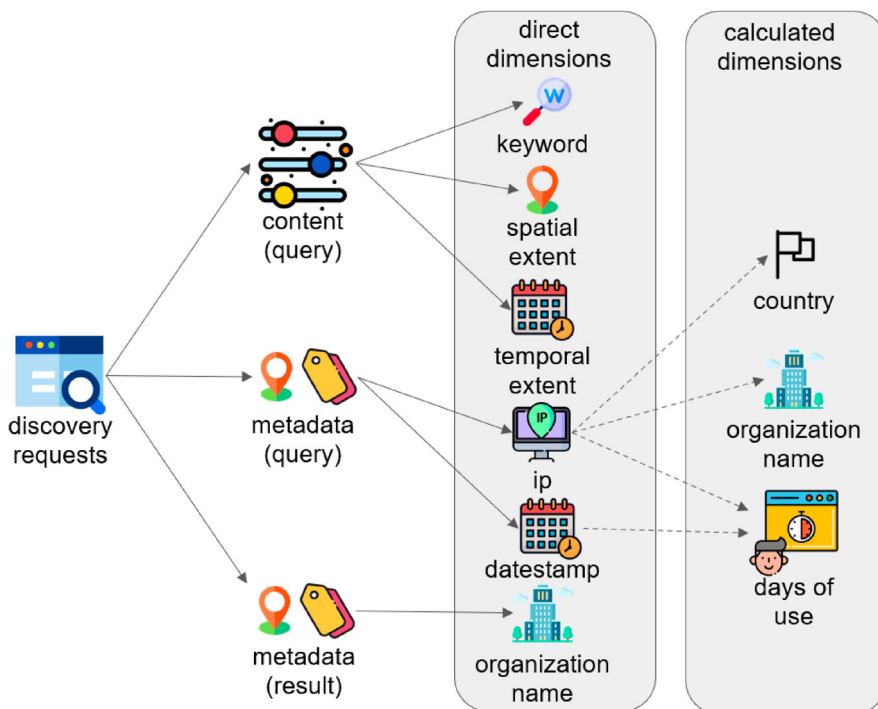 direct
dimensions
calculated
dimensions
W
keyword
content
(query)
spatial
extent
country
temporal
extent
discovery
requests
metadata
(query)
IP
ip
organization
name
datestamp
days of
use
metadata
(result)
organization
name